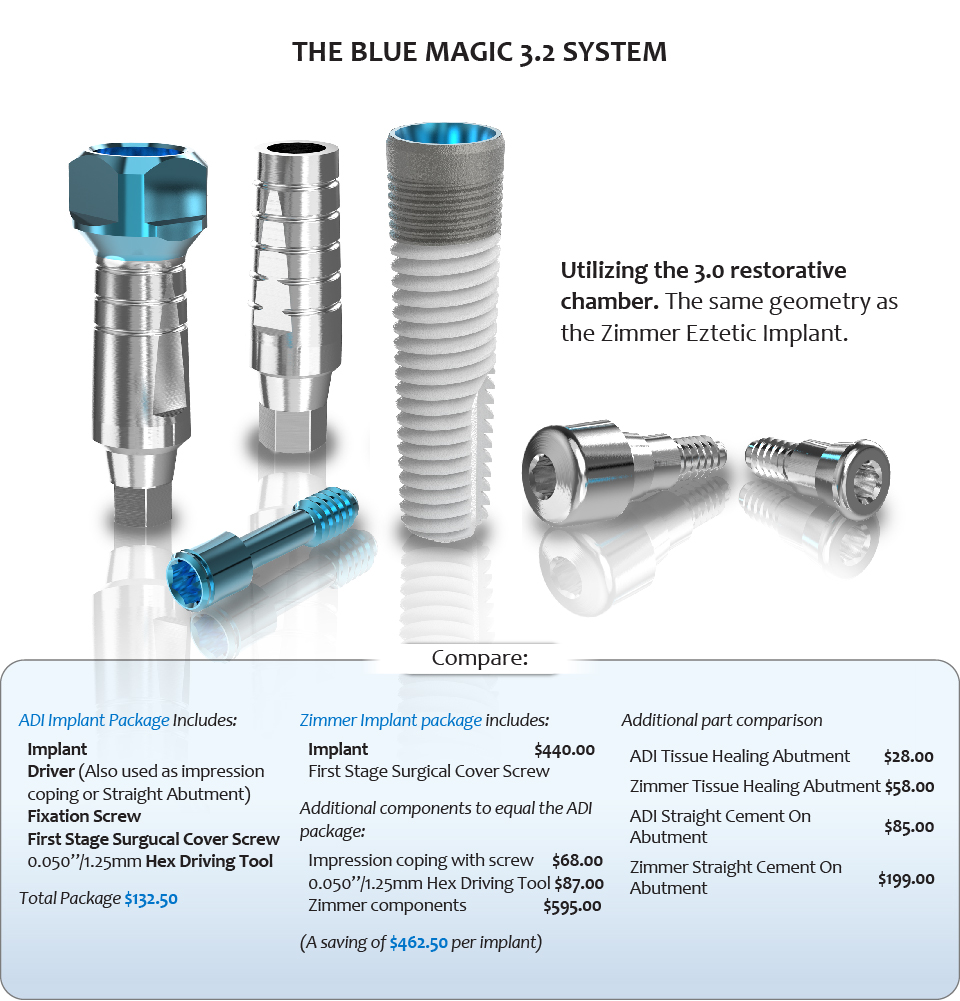 THE BLUE MAGIC 3.2 SYSTEM
Utilizing the 3.0 restorative
chamber. The same geometry as
the Zimmer Eztetic Implant.
Compare:
ADI Implant Package Includes:
Implant
Driver (Also used as impression
coping or Straight Abutment)
Fixation Screw
First Stage Surgucal Cover Screw
0.050”/1.25mm Hex Driving Tool
Total Package $132.50
Zimmer Implant package includes:
Implant $440.00
First Stage Surgical Cover Screw
Additional components to equal the ADI
package:
Impression coping with screw $68.00
0.050”/1.25mm Hex Driving Tool $87.00
Zimmer components $595.00
(A saving of $462.50 per implant)
Additional part comparison
ADI Tissue Healing Abutment $28.00
Zimmer Tissue Healing Abutment $58.00
ADI Straight Cement On
Abutment $85.00
Zimmer Straight Cement On
Abutment $199.00